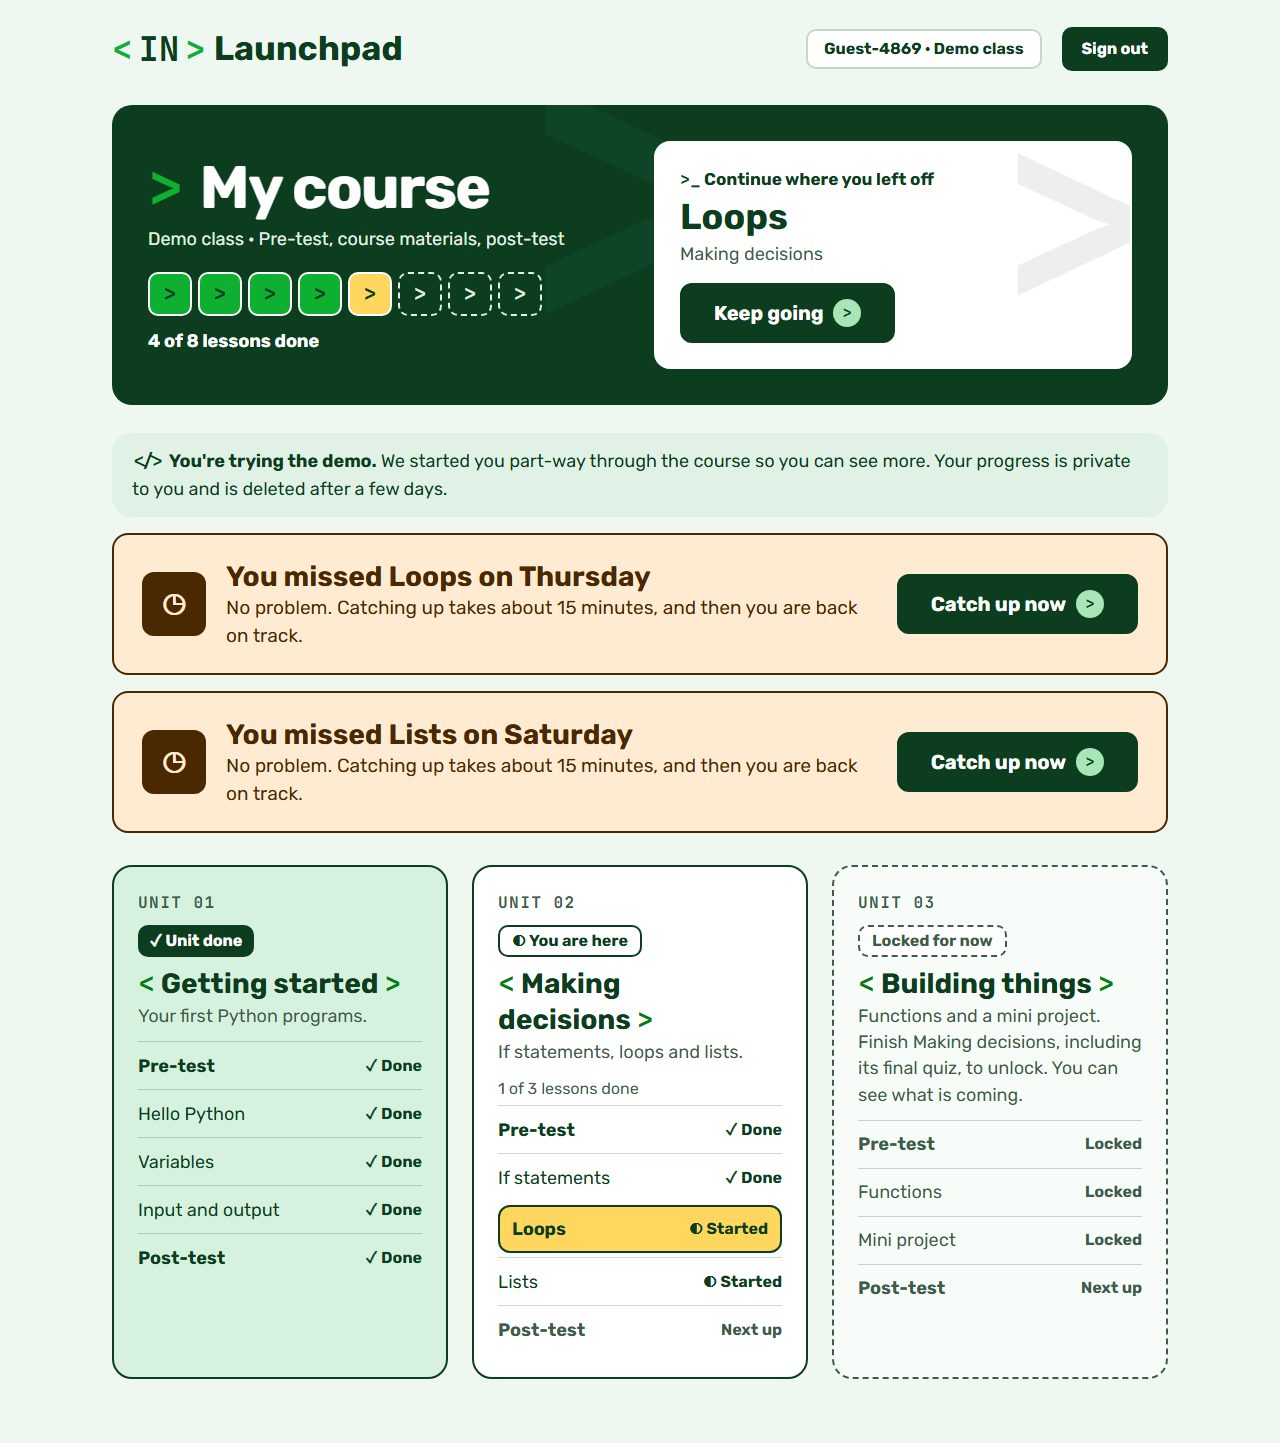 < IN > Launchpad
Guest-4869 • Demo class
Sign out
> My course
Demo class • Pre-test, course materials, post-test
> > > > > > > >
4 of 8 lessons done
>_ Continue where you left off
Loops
Making decisions
Keep going >
</> You're trying the demo. We started you part-way through the course so you can see more. Your progress is private
to you and is deleted after a few days.
You missed Loops on Thursday
No problem. Catching up takes about 15 minutes, and then you are back
on track.
Catch up now >
You missed Lists on Saturday
No problem. Catching up takes about 15 minutes, and then you are back
on track.
Catch up now >
UNIT 01
✓ Unit done
< Getting started >
Your first Python programs.
Pre-test ✓ Done
Hello Python ✓ Done
Variables ✓ Done
Input and output ✓ Done
Post-test ✓ Done
UNIT 02
◐ You are here
< Making
decisions >
If statements, loops and lists.
1 of 3 lessons done
Pre-test ✓ Done
If statements ✓ Done
Loops ◐ Started
Lists ◐ Started
Post-test Next up
UNIT 03
Locked for now
< Building things >
Functions and a mini project.
Finish Making decisions, including
its final quiz, to unlock. You can
see what is coming.
Pre-test Locked
Functions Locked
Mini project Locked
Post-test Next up